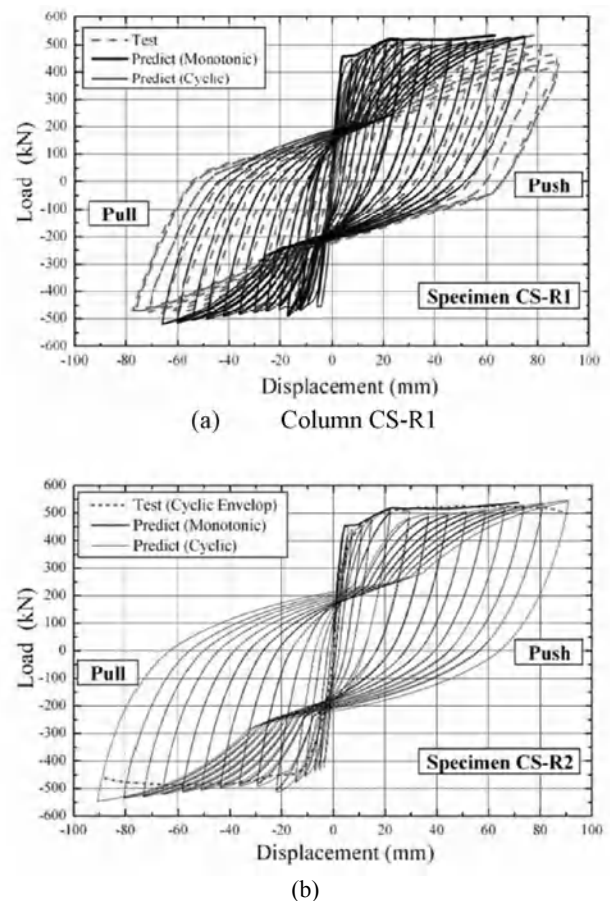 600
500
400
300
200
100
0
-100
-200
-300
-400
-500
-600
Load (kN)
Test
Predict (Monotonic)
Predict (Cyclic)
Pull
Push
Specimen CS-R1
-100 -80 -60 -40 -20 0 20 40 60 80 100
Displacement (mm)
(a) Column CS-R1
600
500
400
300
200
100
0
-100
-200
-300
-400
-500
-600
Load (kN)
Test (Cyclic Envelop)
Predict (Monotonic)
Predict (Cyclic)
Pull
Push
Specimen CS-R2
-100 -80 -60 -40 -20 0 20 40 60 80 100
Displacement (mm)
(b)